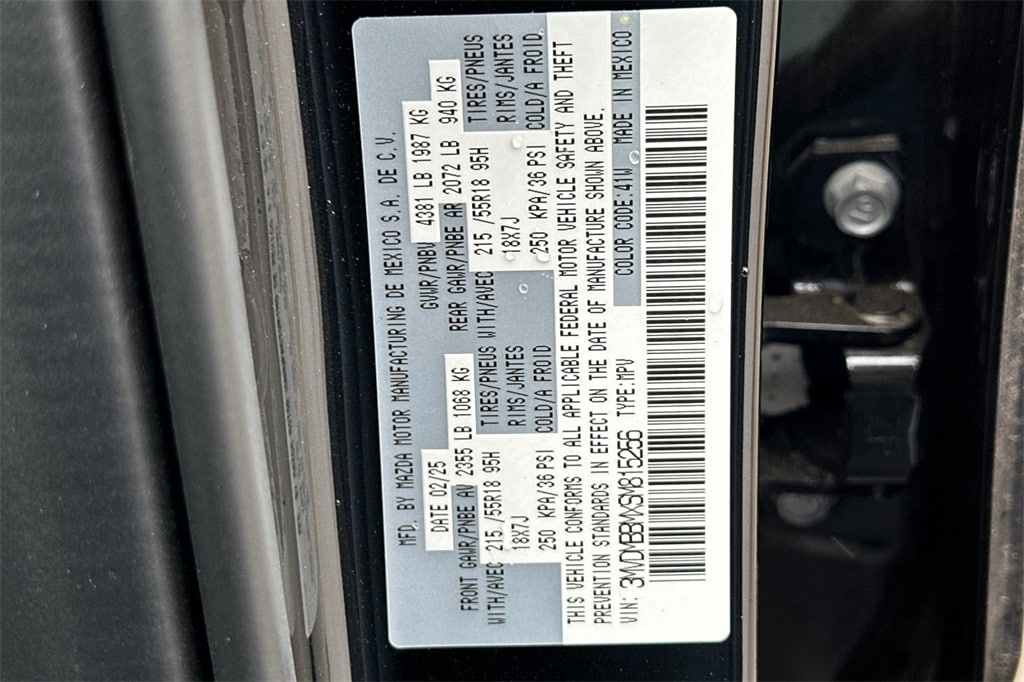 MFD. BY MAZDA MOTOR MANUFACTURING DE MEXICO S.A. DE C.V.
DATE 02/25 GVWR/PNBV 4381 LB 1987 KG
FRONT GAWR/PNBE AV 2355 LB 1068 KG REAR GAWR/PNBE AR 2072 LB 940 KG
WITH/AVEC 215 /55R18 95H TIRES/PNEUS WITH/AVEC 215 /55R18 95H TIRES/PNEUS
18X7J RIMS/JANTES 18X7J RIMS/JANTES
250 KPA/36 PSI COLD/A FROID 250 KPA/36 PSI COLD/A FROID
THIS VEHICLE CONFORMS TO ALL APPLICABLE FEDERAL MOTOR VEHICLE SAFETY AND THEFT
PREVENTION STANDARDS IN EFFECT ON THE DATE OF MANUFACTURE SHOWN ABOVE.
VIN: 3MVDMBBMXSM815256 TYPE:MPV COLOR CODE:41W MADE IN MEXICO